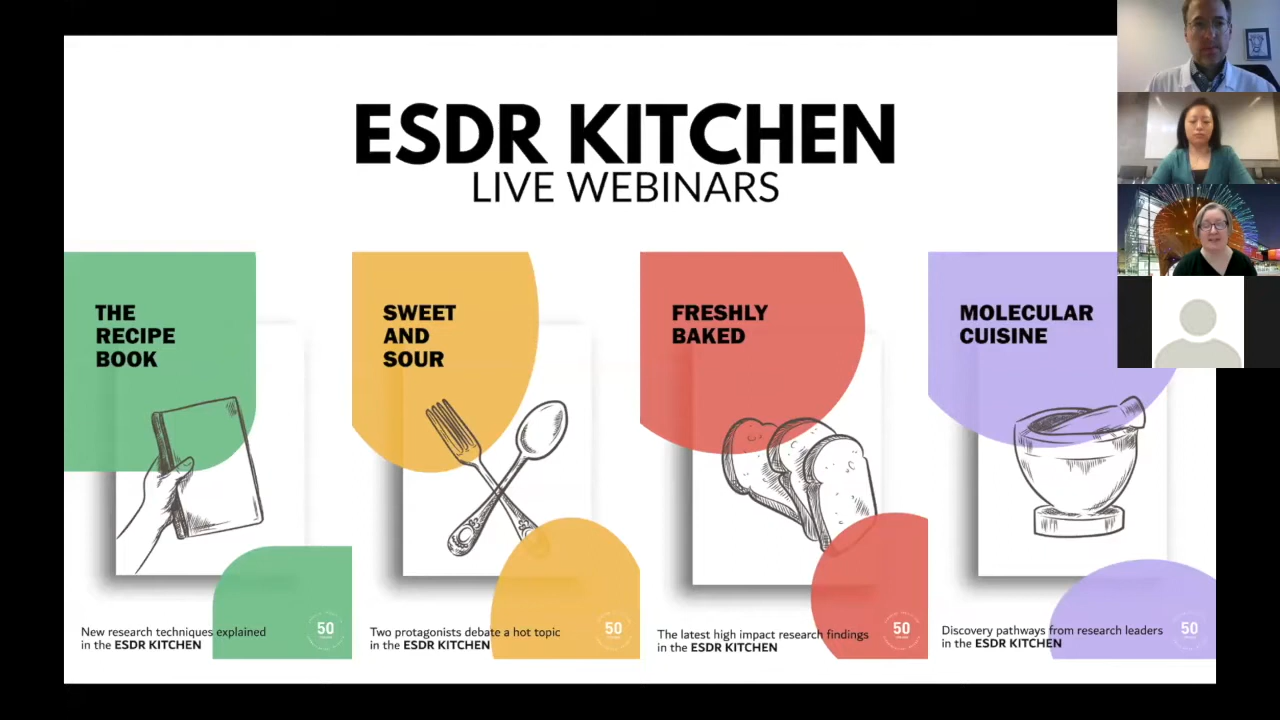 ESDR KITCHEN
LIVE WEBINARS
THE
RECIPE
BOOK
New research techniques explained
in the ESDR KITCHEN
50
SWEET
AND
SOUR
Two protagonists debate a hot topic
in the ESDR KITCHEN
50
FRESHLY
BAKED
The latest high impact research findings
in the ESDR KITCHEN
50
MOLECULAR
CUISINE
Discovery pathways from research leaders
in the ESDR KITCHEN
50